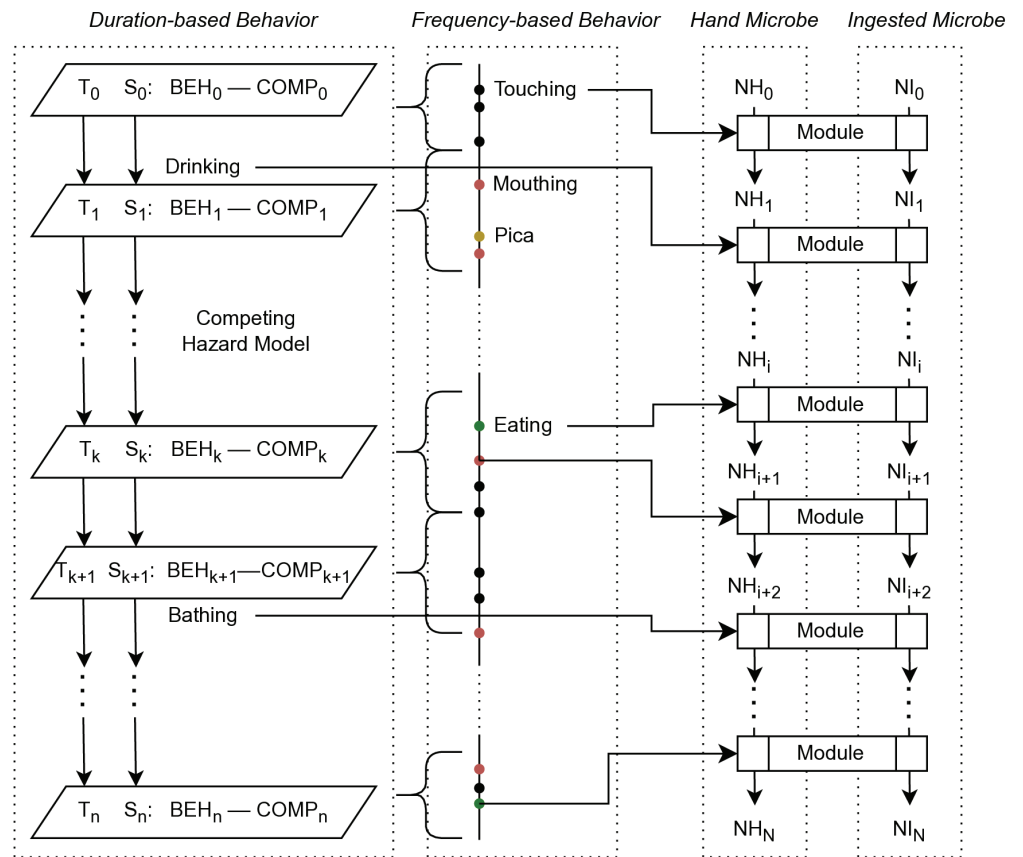 Duration-based Behavior
Frequency-based Behavior
Hand Microbe
Ingested Microbe
T₀ S₀: BEH₀ — COMP₀
Touching
NH₀
NI₀
Module
Drinking
Mouthing
T₁ S₁: BEH₁ — COMP₁
NH₁
NI₁
Pica
Module
Competing
Hazard Model
NHᵢ
NIᵢ
Module
Eating
Tₖ Sₖ: BEHₖ — COMPₖ
NHᵢ₊₁
NIᵢ₊₁
Module
Tₖ₊₁ Sₖ₊₁: BEHₖ₊₁—COMPₖ₊₁
NHᵢ₊₂
NIᵢ₊₂
Bathing
Module
Module
Tₙ Sₙ: BEHₙ — COMPₙ
NH_N
NI_N